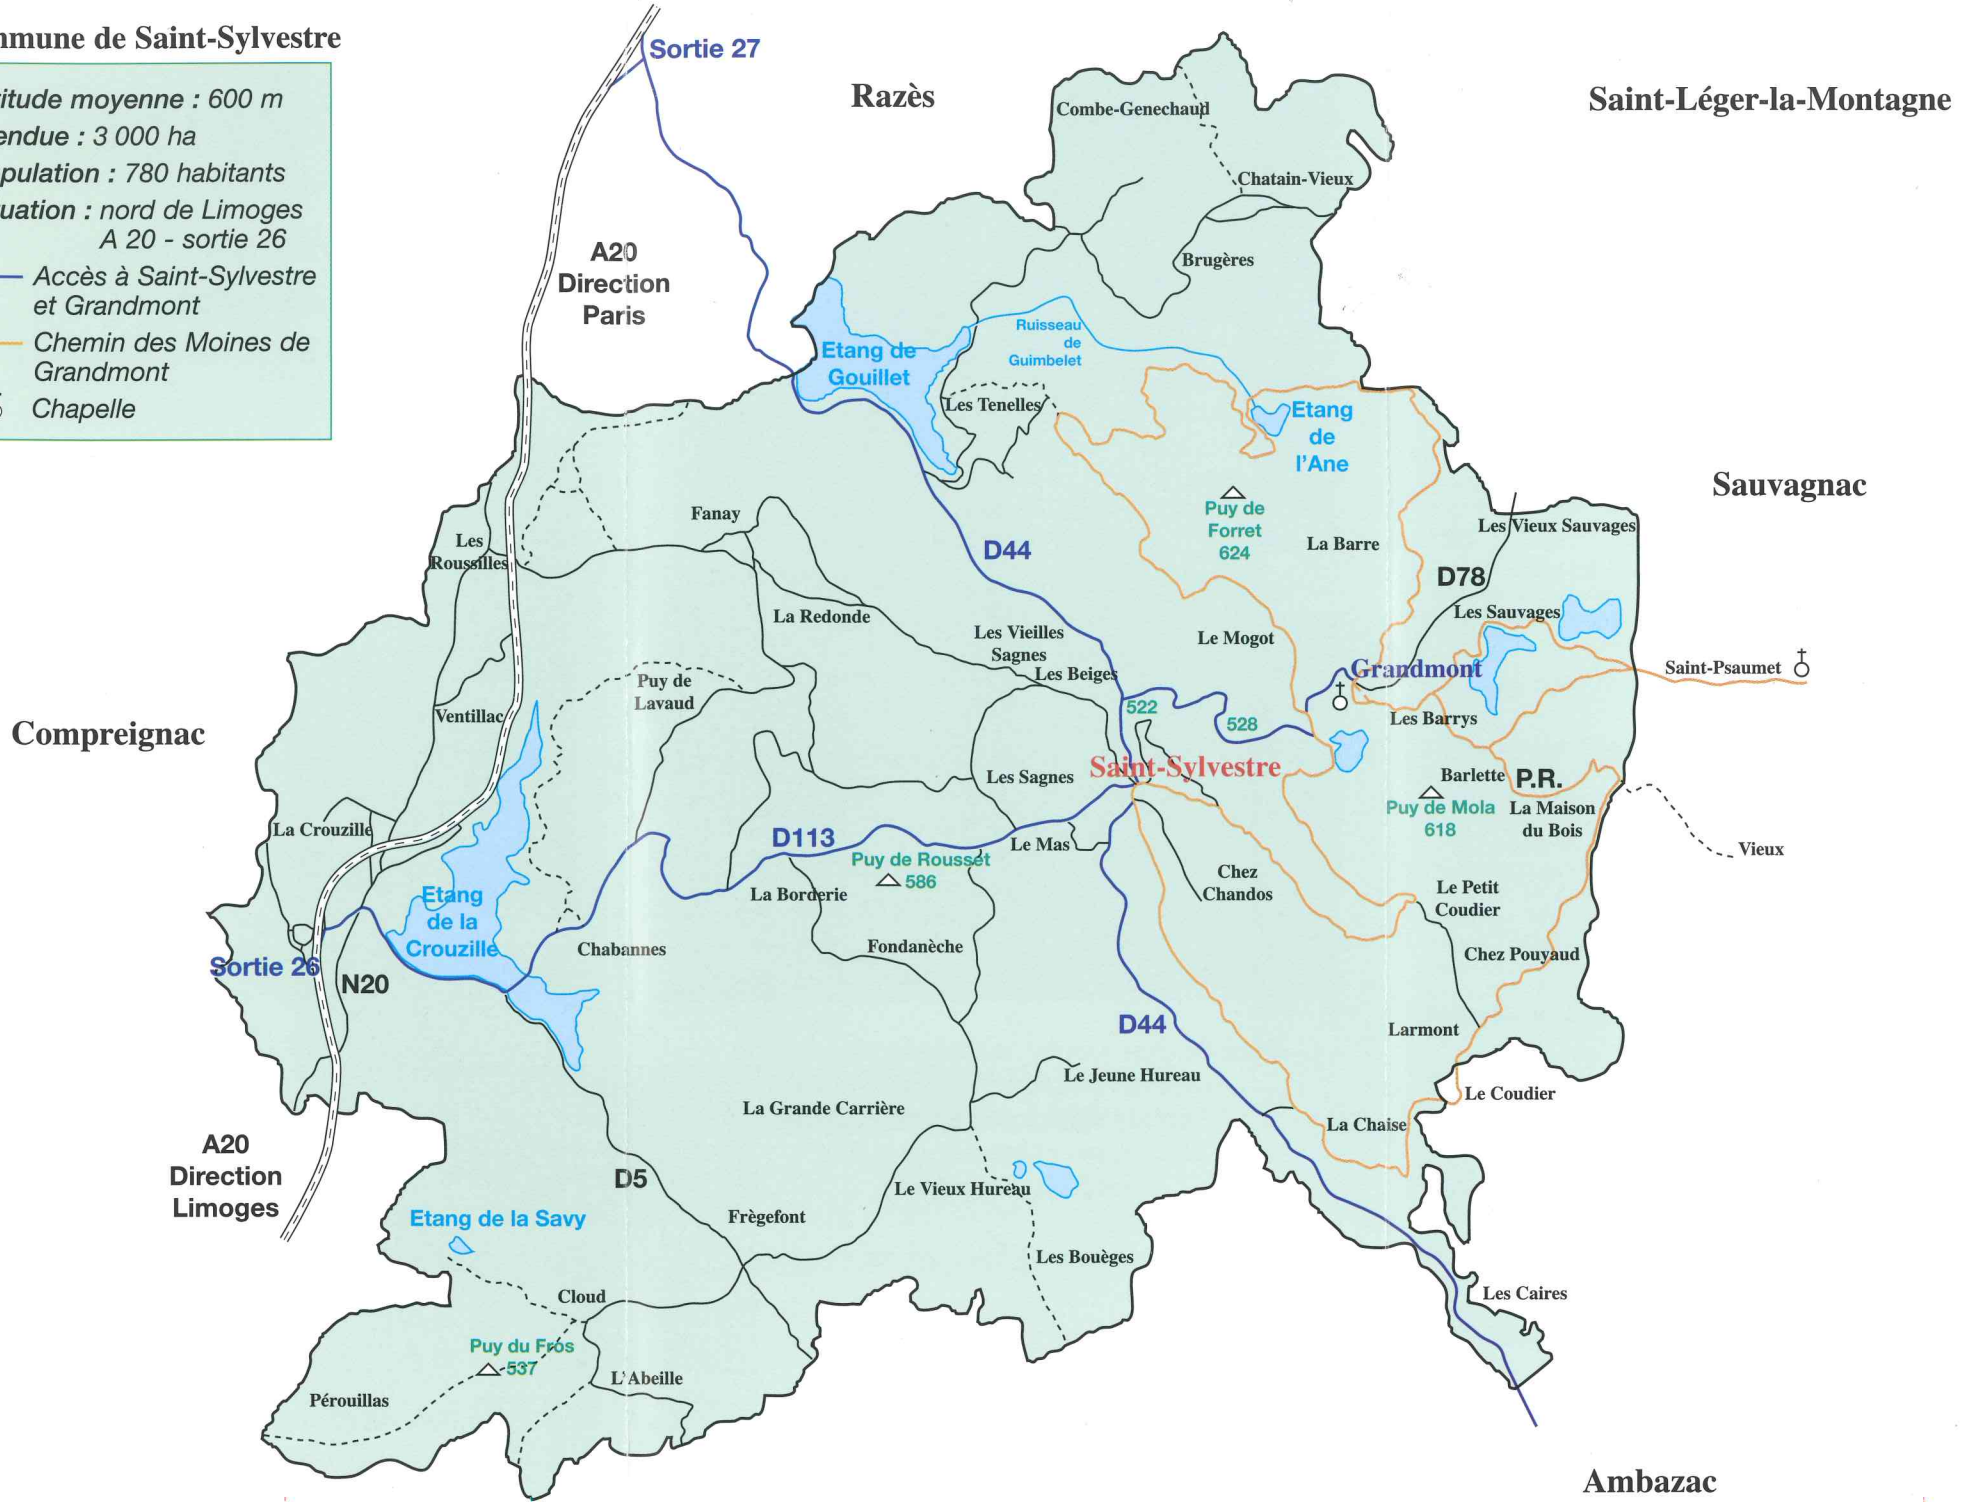 mmune de Saint-Sylvestre
itude moyenne : 600 m
endue : 3 000 ha
pulation : 780 habitants
uation : nord de Limoges
A 20 - sortie 26
Accès à Saint-Sylvestre
et Grandmont
Chemin des Moines de
Grandmont
Chapelle
Sortie 27
Razès
Saint-Léger-la-Montagne
Combe-Genechaud
Chatain-Vieux
Brugères
A20
Direction
Paris
Ruisseau
de
Guimbelet
Etang de
Gouillet
Les Tenelles
Etang
de
l'Ane
Sauvagnac
Puy de
Forret
624
La Barre
Les Vieux Sauvages
Fanay
Les
Roussilles
D44
D78
La Redonde
Les Sauvages
Les Vieilles
Sagnes
Le Mogot
Les Beiges
Grandmont
Saint-Psaumet
Puy de
Lavaud
Ventillac
522
528
Les Barrys
Compreignac
Saint-Sylvestre
Les Sagnes
Barlette
P.R.
Puy de Mola
618
La Maison
du Bois
La Crouzille
D113
Le Mas
Vieux
Puy de Rousset
586
La Borderie
Chez
Chandos
Le Petit
Coudier
Etang
de la
Crouzille
Chabannes
Fondanèche
Chez Pouyaud
Sortie 26
N20
D44
Larmont
Le Jeune Hureau
Le Coudier
La Grande Carrière
La Chaise
A20
Direction
Limoges
D5
Le Vieux Hureau
Etang de la Savy
Frègefont
Les Bouèges
Cloud
Les Caires
Puy du Fros
537
L'Abeille
Pérouillas
Ambazac